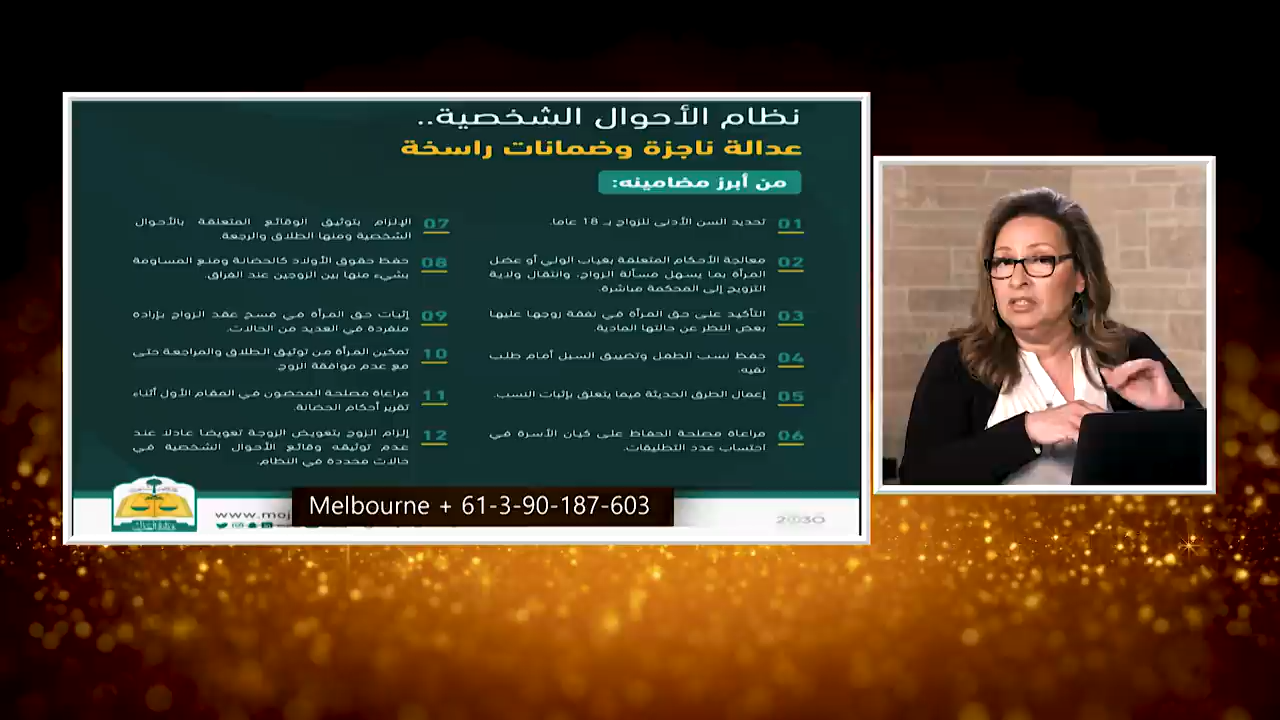 نظام الأحوال الشخصية..
عدالة ناجزة وضمانات راسخة
من أبرز مضامينه:
01
تحديد السن الأدنى للزواج بـ 18 عاما.
02
معالجة الأحكام المتعلقة بغياب الولي أو عضل
المرأة بما يسهل مسألة الزواج، وانتقال ولاية
التزويج إلى المحكمة مباشرة.
03
التأكيد على حق المرأة في نفقة زوجها عليها
بغض النظر عن حالتها المادية.
04
حفظ نسب الطفل وتضييق السبل أمام طلب
نفيه.
05
إعمال الطرق الحديثة فيما يتعلق بإثبات النسب.
06
مراعاة مصلحة الحفاظ على كيان الأسرة في
احتساب عدد التطليقات.
07
الإلزام بتوثيق الوقائع المتعلقة بالأحوال
الشخصية ومنها الطلاق والرجعة.
08
حفظ حقوق الأولاد كالحضانة ومنع المساومة
بشيء منها بين الزوجين عند الفراق.
09
إثبات حق المرأة في فسخ عقد الزواج بإرادة
منفردة في العديد من الحالات.
10
تمكين المرأة من توثيق الطلاق والمراجعة حتى
مع عدم موافقة الزوج.
11
مراعاة مصلحة المحضون في المقام الأول أثناء
تقرير أحكام الحضانة.
12
إلزام الزوج بتعويض الزوجة تعويضا عادلا عند
عدم توثيقه وقائع الأحوال الشخصية في
حالات محددة في النظام.
وزارة العدل
www.moj
2030
Melbourne + 61-3-90-187-603